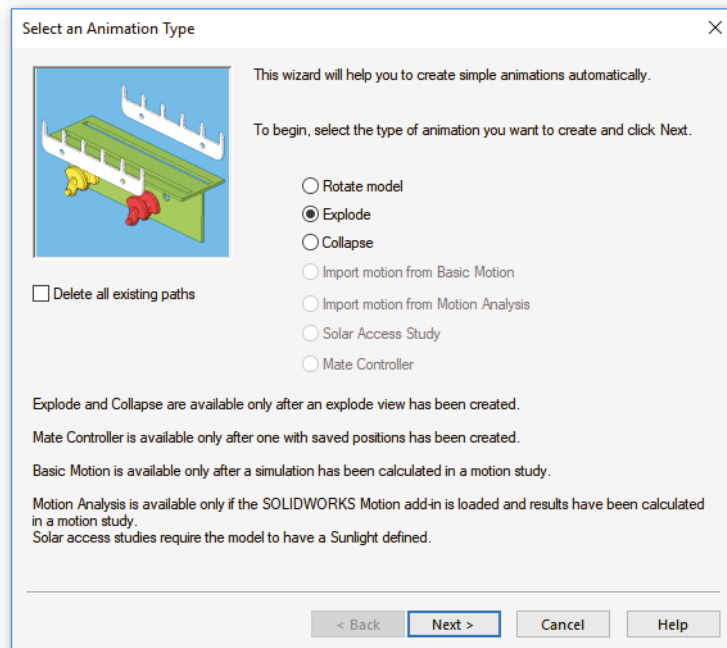 Select an Animation Type
This wizard will help you to create simple animations automatically.
To begin, select the type of animation you want to create and click Next.
Rotate model
Explode
Collapse
Import motion from Basic Motion
Delete all existing paths
Import motion from Motion Analysis
Solar Access Study
Mate Controller
Explode and Collapse are available only after an explode view has been created.
Mate Controller is available only after one with saved positions has been created.
Basic Motion is available only after a simulation has been calculated in a motion study.
Motion Analysis is available only if the SOLIDWORKS Motion add-in is loaded and results have been calculated
in a motion study.
Solar access studies require the model to have a Sunlight defined.
< Back Next > Cancel Help